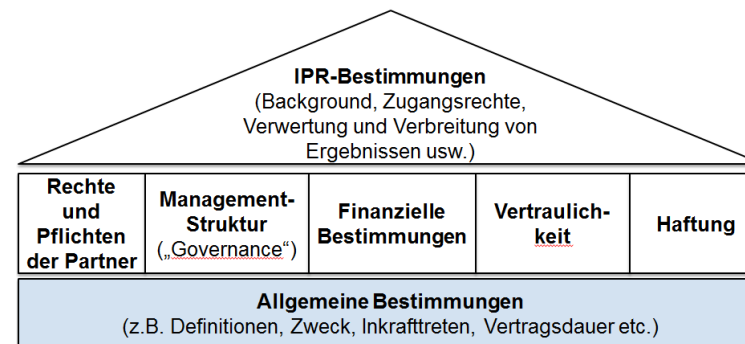 IPR-Bestimmungen
(Background, Zugangsrechte,
Verwertung und Verbreitung von
Ergebnissen usw.)
Rechte
und
Pflichten
der Partner
Management-
Struktur
(„Governance“)
Finanzielle
Bestimmungen
Vertraulich-
keit
Haftung
Allgemeine Bestimmungen
(z.B. Definitionen, Zweck, Inkrafttreten, Vertragsdauer etc.)